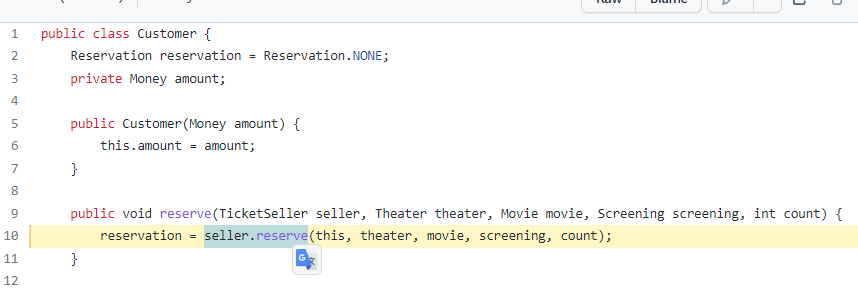 Raw Blame
1 public class Customer {
2 Reservation reservation = Reservation.NONE;
3 private Money amount;
4
5 public Customer(Money amount) {
6 this.amount = amount;
7 }
8
9 public void reserve(TicketSeller seller, Theater theater, Movie movie, Screening screening, int count) {
10 reservation = seller.reserve(this, theater, movie, screening, count);
11 }
12